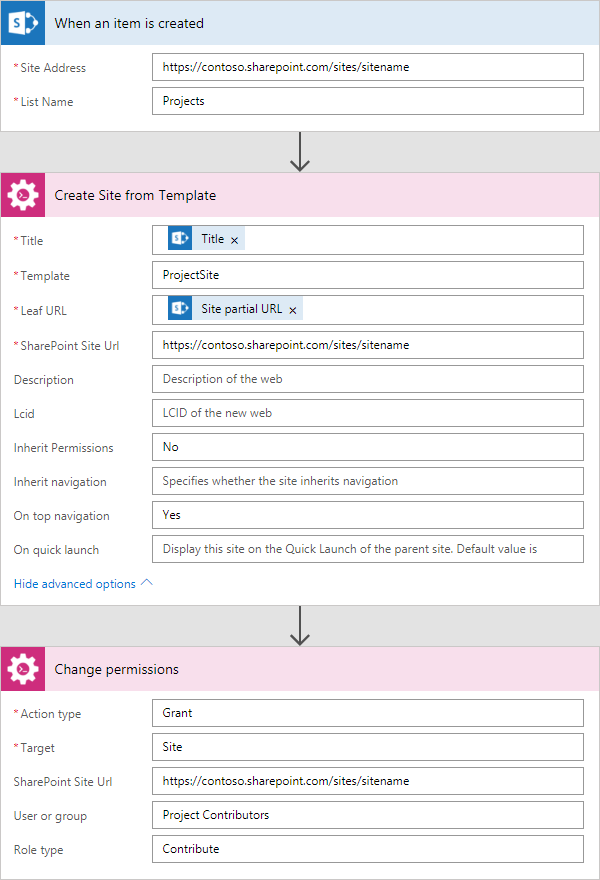 When an item is created
* Site Address https://contoso.sharepoint.com/sites/sitename
* List Name Projects
Create Site from Template
* Title Title ×
* Template ProjectSite
* Leaf URL Site partial URL ×
* SharePoint Site Url https://contoso.sharepoint.com/sites/sitename
Description Description of the web
Lcid LCID of the new web
Inherit Permissions No
Inherit navigation Specifies whether the site inherits navigation
On top navigation Yes
On quick launch Display this site on the Quick Launch of the parent site. Default value is
Hide advanced options
Change permissions
* Action type Grant
* Target Site
SharePoint Site Url https://contoso.sharepoint.com/sites/sitename
User or group Project Contributors
Role type Contribute